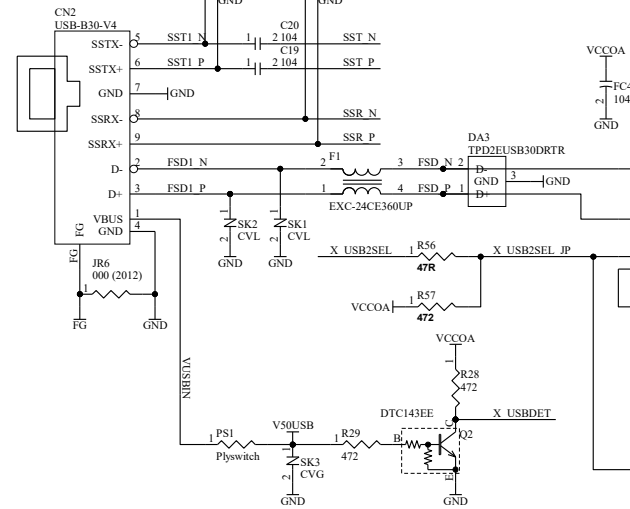 GND
GND
CN2
USB-B30-V4
C20
SSTX- 5 SST1_N 1 2 104 SST_N
C19
SSTX+ 6 SST1_P 1 2 104 SST_P
VCCOA
GND 7 GND
FC4
104
2
GND
SSRX- 8 SSR_N
SSRX+ 9 SSR_P
DA3
TPD2EUSB30DRTR
F1
D- 2 FSD1_N 2 3 FSD_N 2 D-
GND 3 GND
D+ 3 FSD1_P 1 4 FSD_P 1 D+
EXC-24CE360UP
VBUS 1
GND 4
FG
FG
1 SK2 CVL 2
GND
1 SK1 CVL 2
GND
X_USB2SEL 1 R56 X_USB2SEL_JP
47R
JR6
000 (2012)
1
FG
GND
VCCOA 1 R57
472
VCCOA
1
R28
472
VUSBIN
DTC143EE
C X_USBDET
V50USB
PS1 1
Plyswitch
1 R29
472
B Q2
E
1 SK3
2 CVG
GND
GND